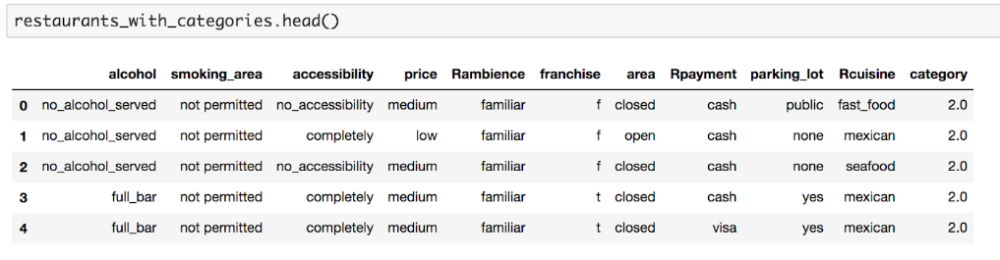 restaurants_with_categories.head()
alcohol smoking_area accessibility price Rambience franchise area Rpayment parking_lot Rcuisine category
0 no_alcohol_served not permitted no_accessibility medium familiar f closed cash public fast_food 2.0
1 no_alcohol_served not permitted completely low familiar f open cash none mexican 2.0
2 no_alcohol_served not permitted no_accessibility medium familiar f closed cash none seafood 2.0
3 full_bar not permitted completely medium familiar t closed cash yes mexican 2.0
4 full_bar not permitted completely medium familiar t closed visa yes mexican 2.0